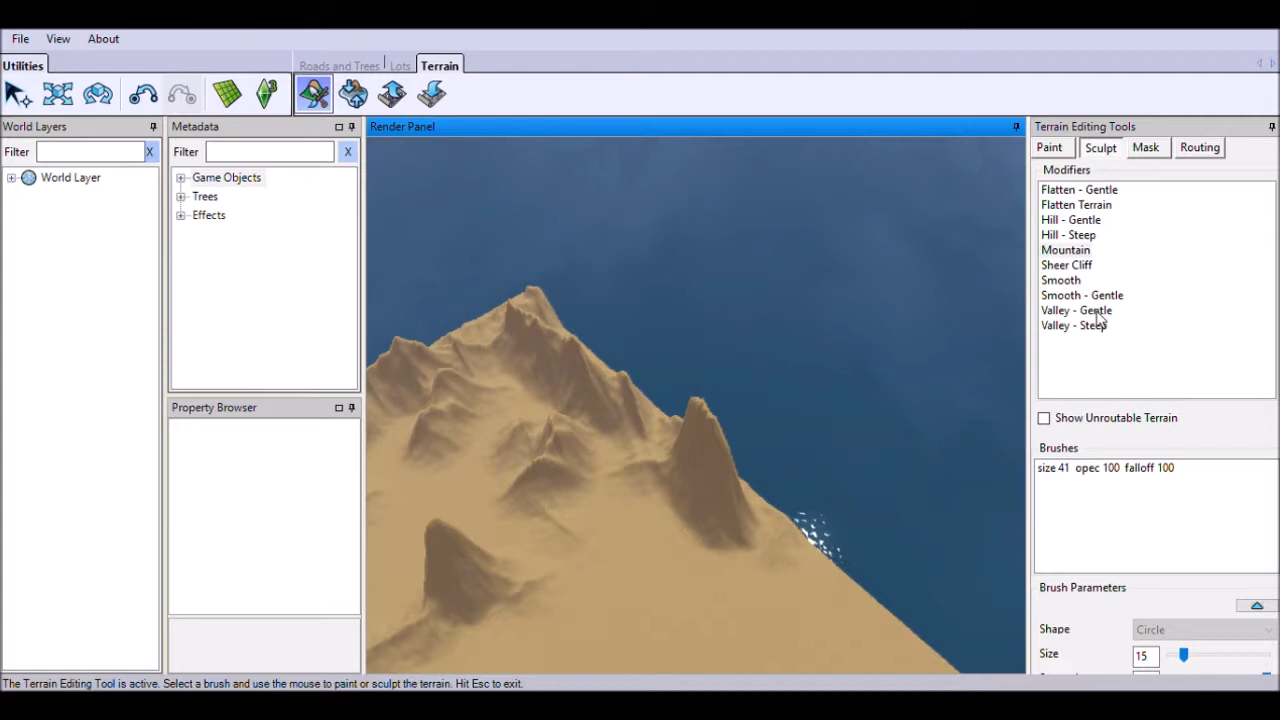 File View About
Utilities Roads and Trees Lots Terrain
World Layers Metadata Render Panel Terrain Editing Tools
Filter X Filter X Paint Sculpt Mask Routing
World Layer
Game Objects
Trees
Effects
Modifiers
Flatten - Gentle
Flatten Terrain
Hill - Gentle
Hill - Steep
Mountain
Sheer Cliff
Smooth
Smooth - Gentle
Valley - Gentle
Valley - Steep
Property Browser
Show Unroutable Terrain
Brushes
size 41 opec 100 falloff 100
Brush Parameters
Shape Circle
Size 15
The Terrain Editing Tool is active. Select a brush and use the mouse to paint or sculpt the terrain. Hit Esc to exit.